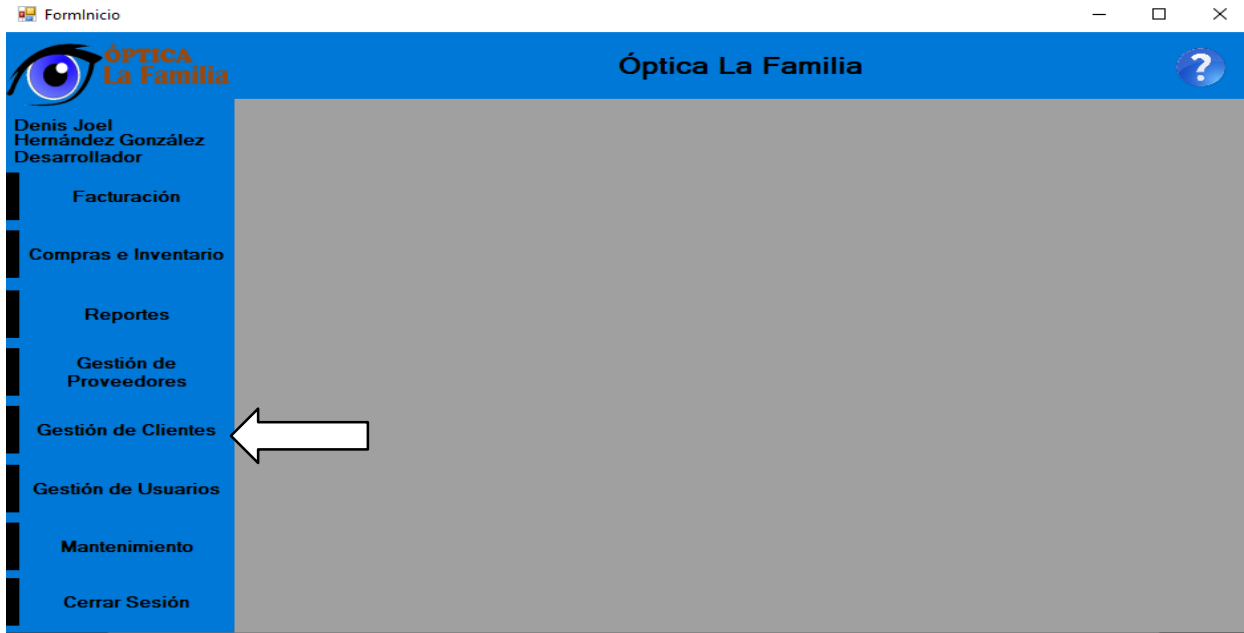 FormInicio
ÓPTICA
La Familia
Óptica La Familia
?
Denis Joel
Hernández González
Desarrollador
Facturación
Compras e Inventario
Reportes
Gestión de
Proveedores
Gestión de Clientes
Gestión de Usuarios
Mantenimiento
Cerrar Sesión